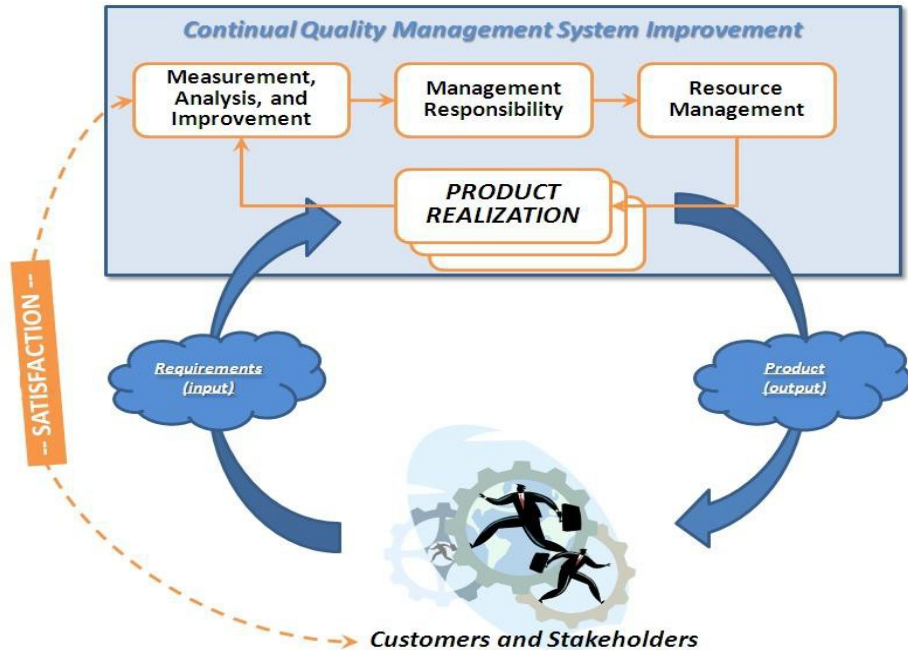 Continual Quality Management System Improvement
Measurement,
Analysis, and
Improvement
Management
Responsibility
Resource
Management
PRODUCT
REALIZATION
-- SATISFACTION --
Requirements
(input)
Product
(output)
Customers and Stakeholders